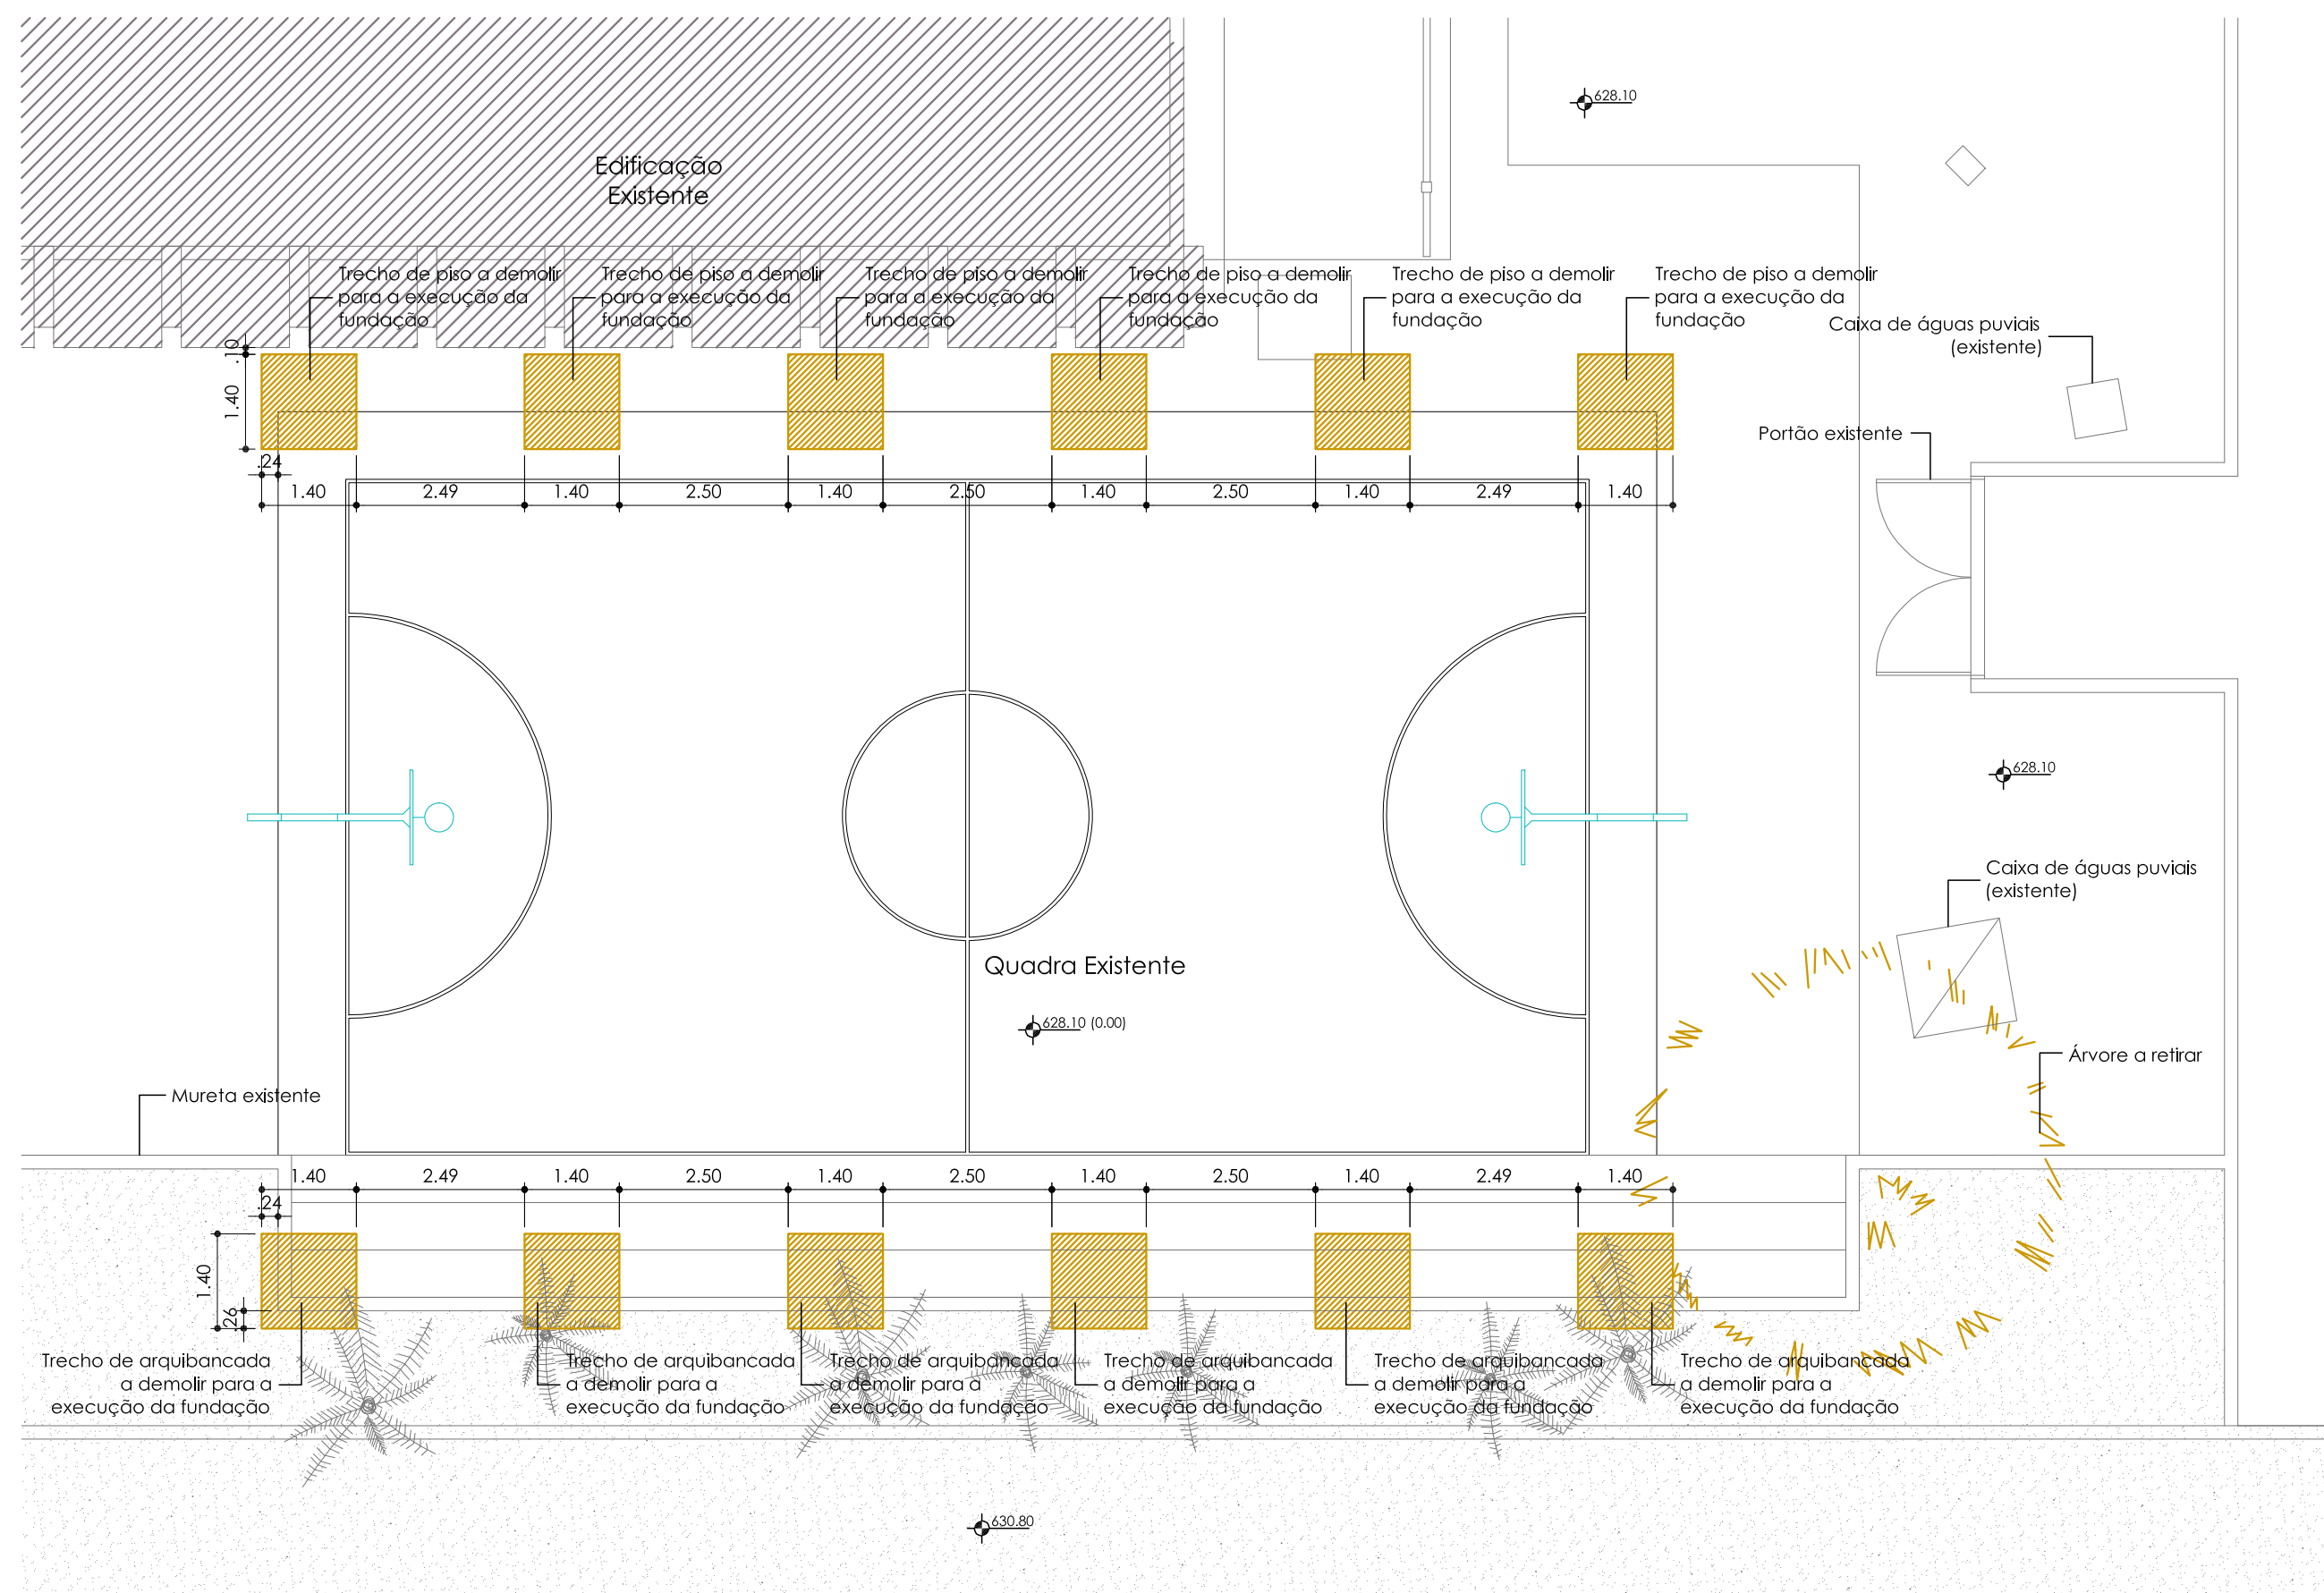 628.10
Edificação
Existente
Trecho de piso a demolir
para a execução da
fundação
Trecho de piso a demolir
para a execução da
fundação
Trecho de piso a demolir
para a execução da
fundação
Trecho de piso a demolir
para a execução da
fundação
Trecho de piso a demolir
para a execução da
fundação
Trecho de piso a demolir
para a execução da
fundação
Caixa de águas puviais
(existente)
.10
1.40
Portão existente
.24
1.40
2.49
1.40
2.50
1.40
2.50
1.40
2.50
1.40
2.49
1.40
628.10
Caixa de águas puviais
(existente)
Quadra Existente
628.10 (0.00)
Árvore a retirar
Mureta existente
1.40
2.49
1.40
2.50
1.40
2.50
1.40
2.50
1.40
2.49
1.40
.24
1.40
.26
Trecho de arquibancada
a demolir para a
execução da fundação
Trecho de arquibancada
a demolir para a
execução da fundação
Trecho de arquibancada
a demolir para a
execução da fundação
Trecho de arquibancada
a demolir para a
execução da fundação
Trecho de arquibancada
a demolir para a
execução da fundação
Trecho de arquibancada
a demolir para a
execução da fundação
630.80